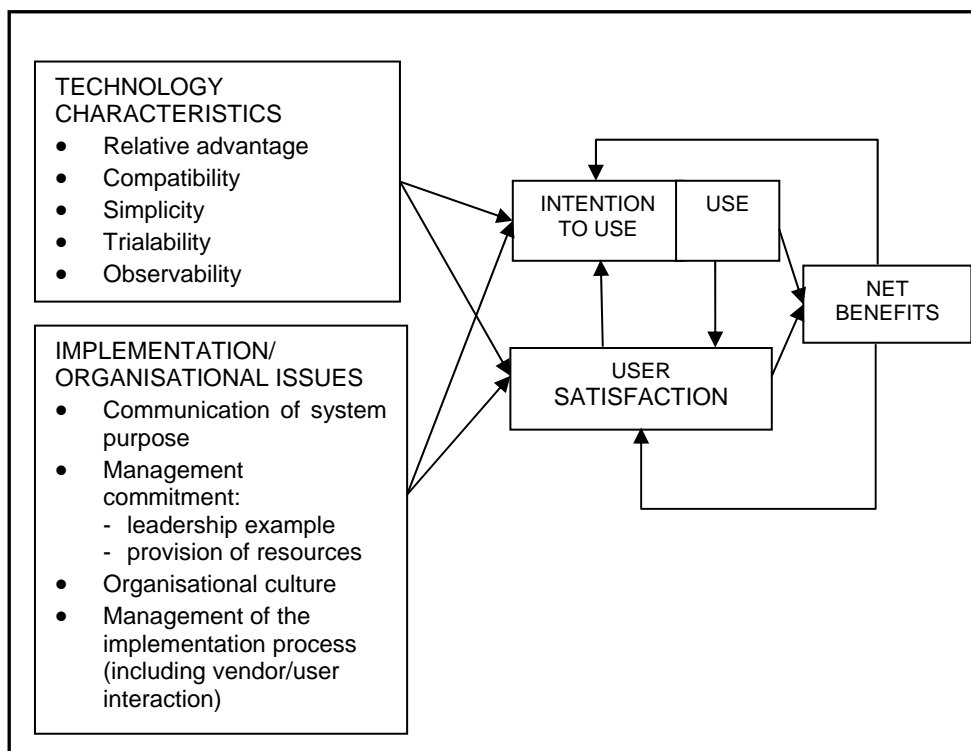 TECHNOLOGY
CHARACTERISTICS
• Relative advantage
• Compatibility
• Simplicity
• Trialability
• Observability
IMPLEMENTATION/
ORGANISATIONAL ISSUES
• Communication of system
purpose
• Management
commitment:
- leadership example
- provision of resources
• Organisational culture
• Management of the
implementation process
(including vendor/user
interaction)
INTENTION
TO USE
USE
USER
SATISFACTION
NET
BENEFITS